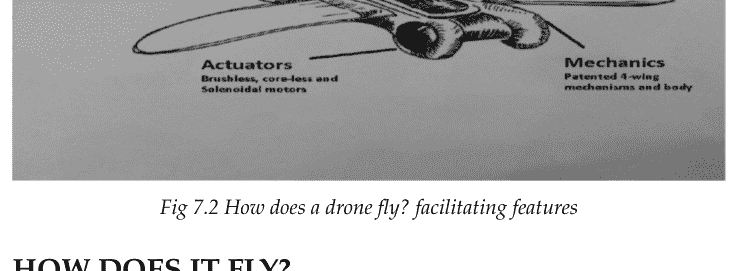 Actuators
Brushless, core-less and
Solenoidal motors
Mechanics
Patented 4-wing
mechanisms and body
Fig 7.2 How does a drone fly? facilitating features
HOW DOES IT FLY?